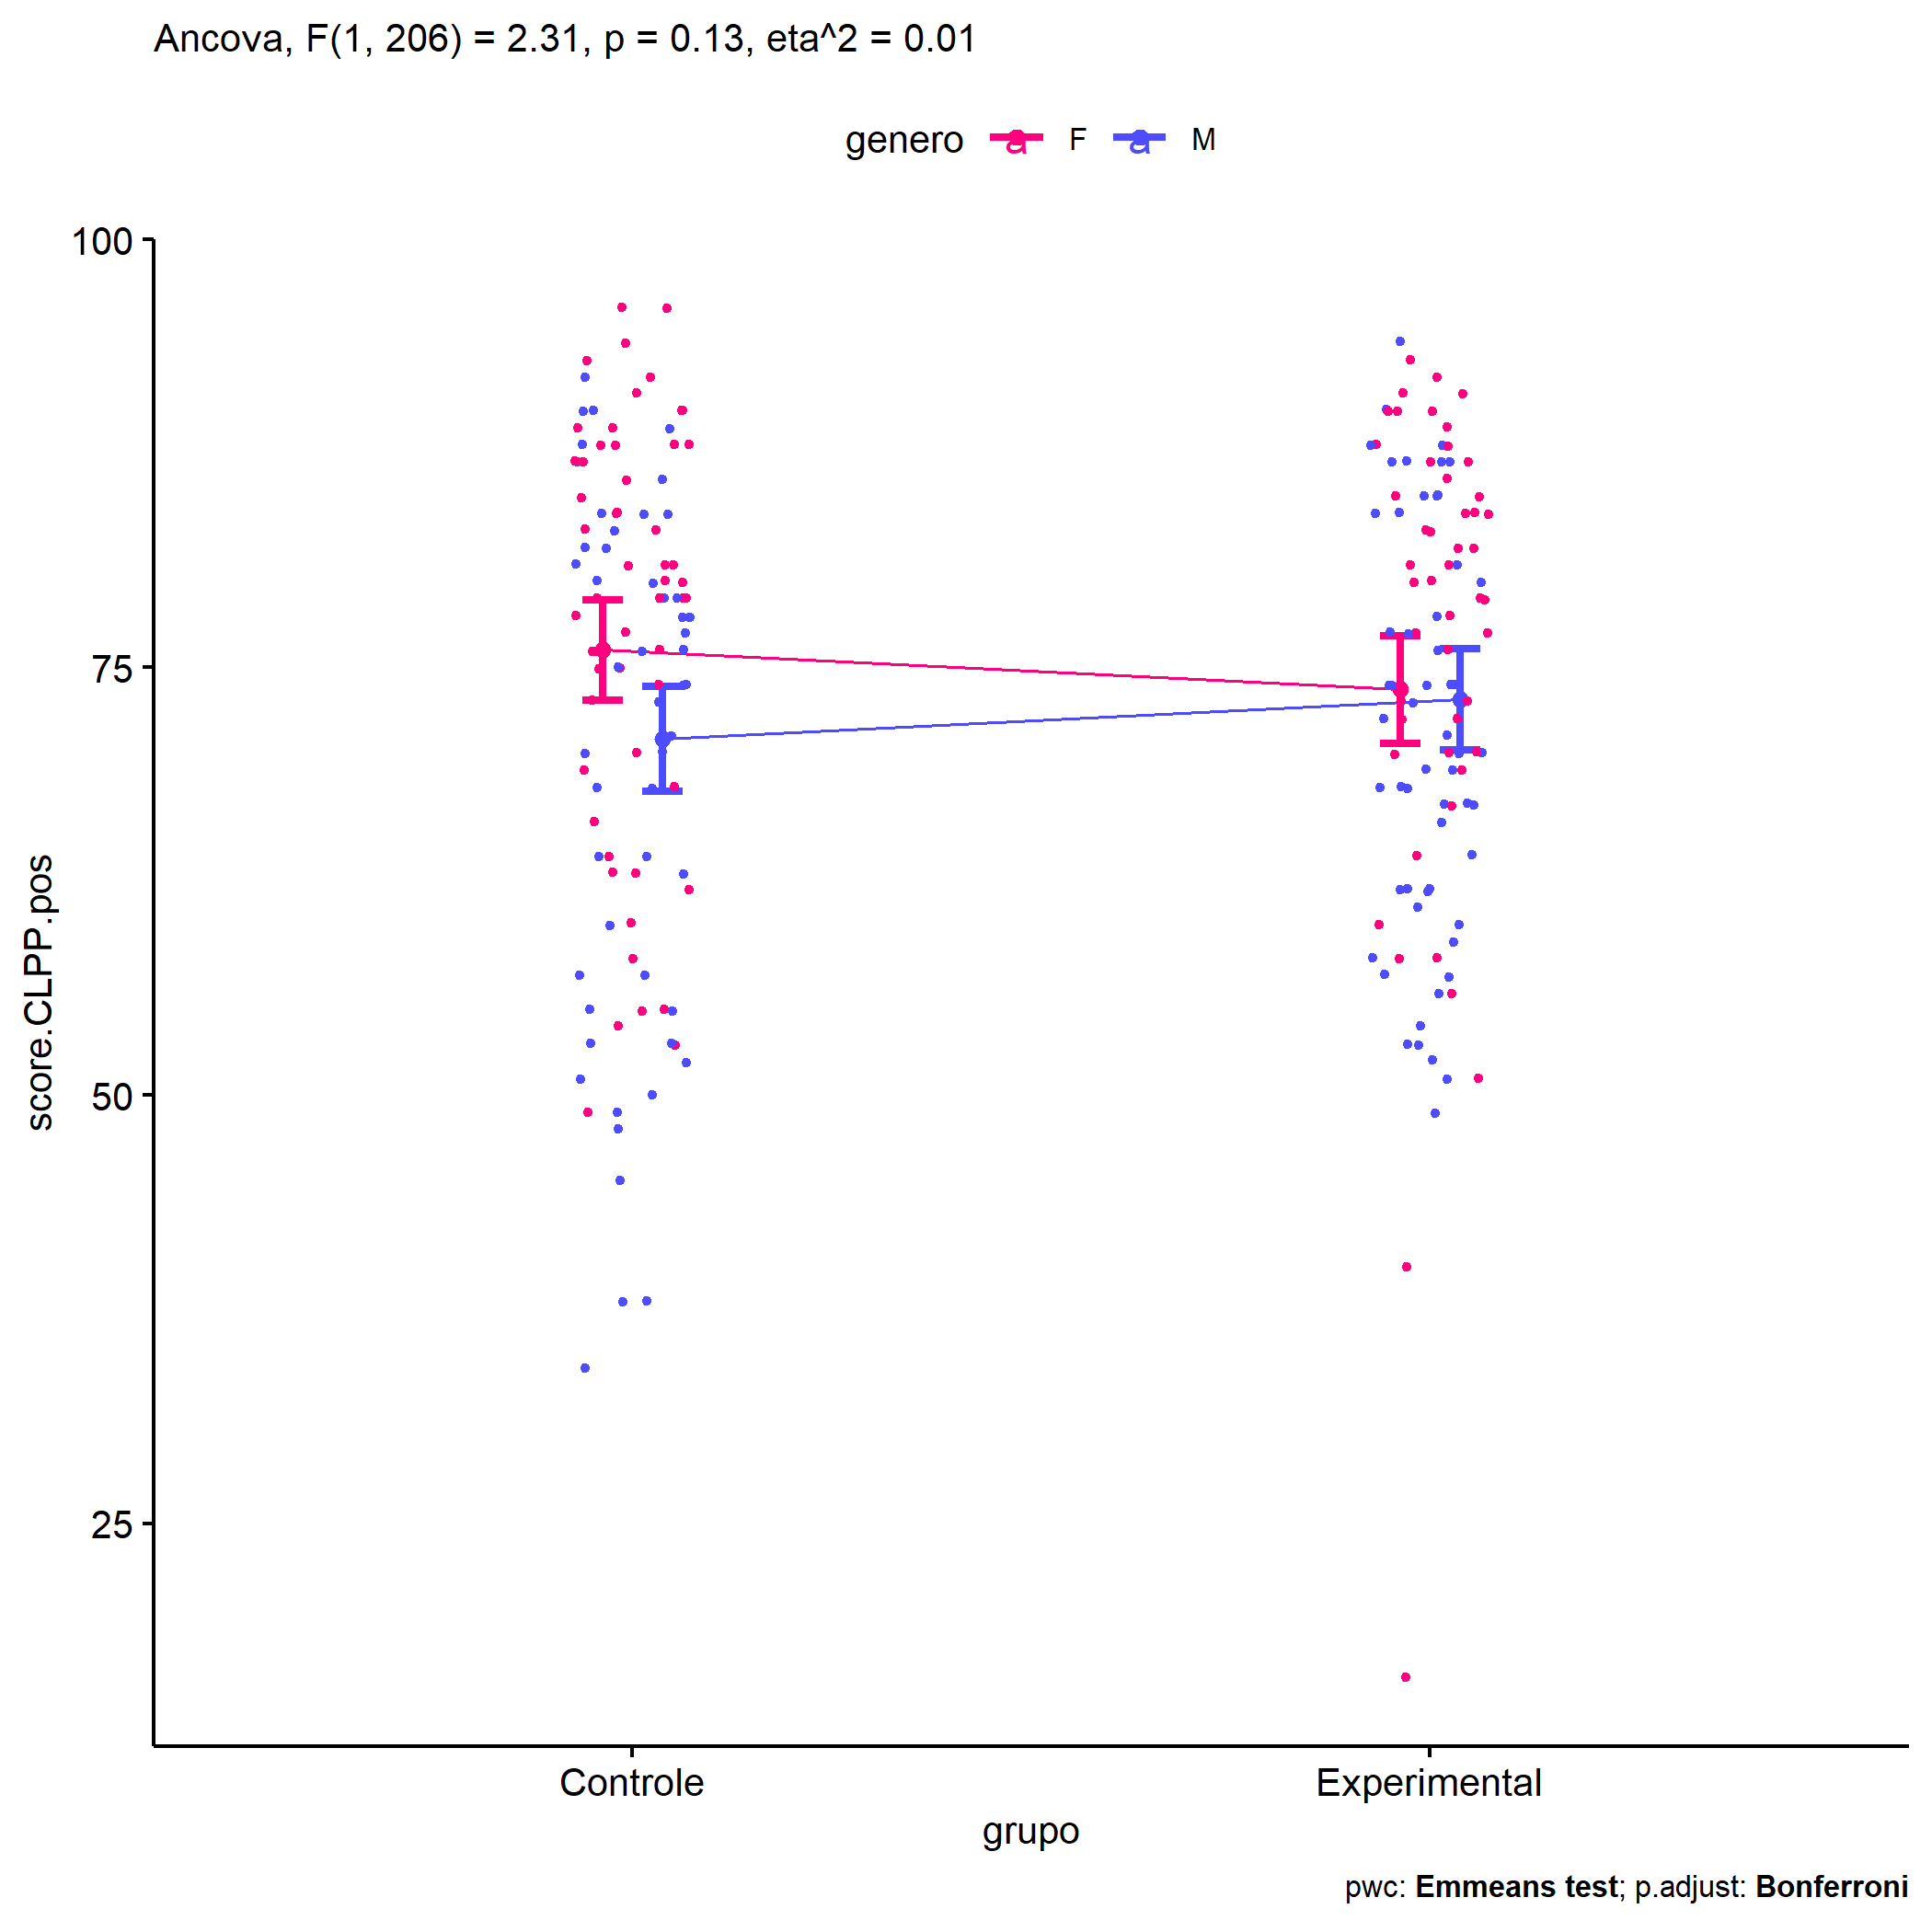 Ancova, F(1, 206) = 2.31, p = 0.13, eta^2 = 0.01
genero a F a M
100
75
50
25
score.CLPP.pos
Controle Experimental
grupo
pwc: Emmeans test; p.adjust: Bonferroni